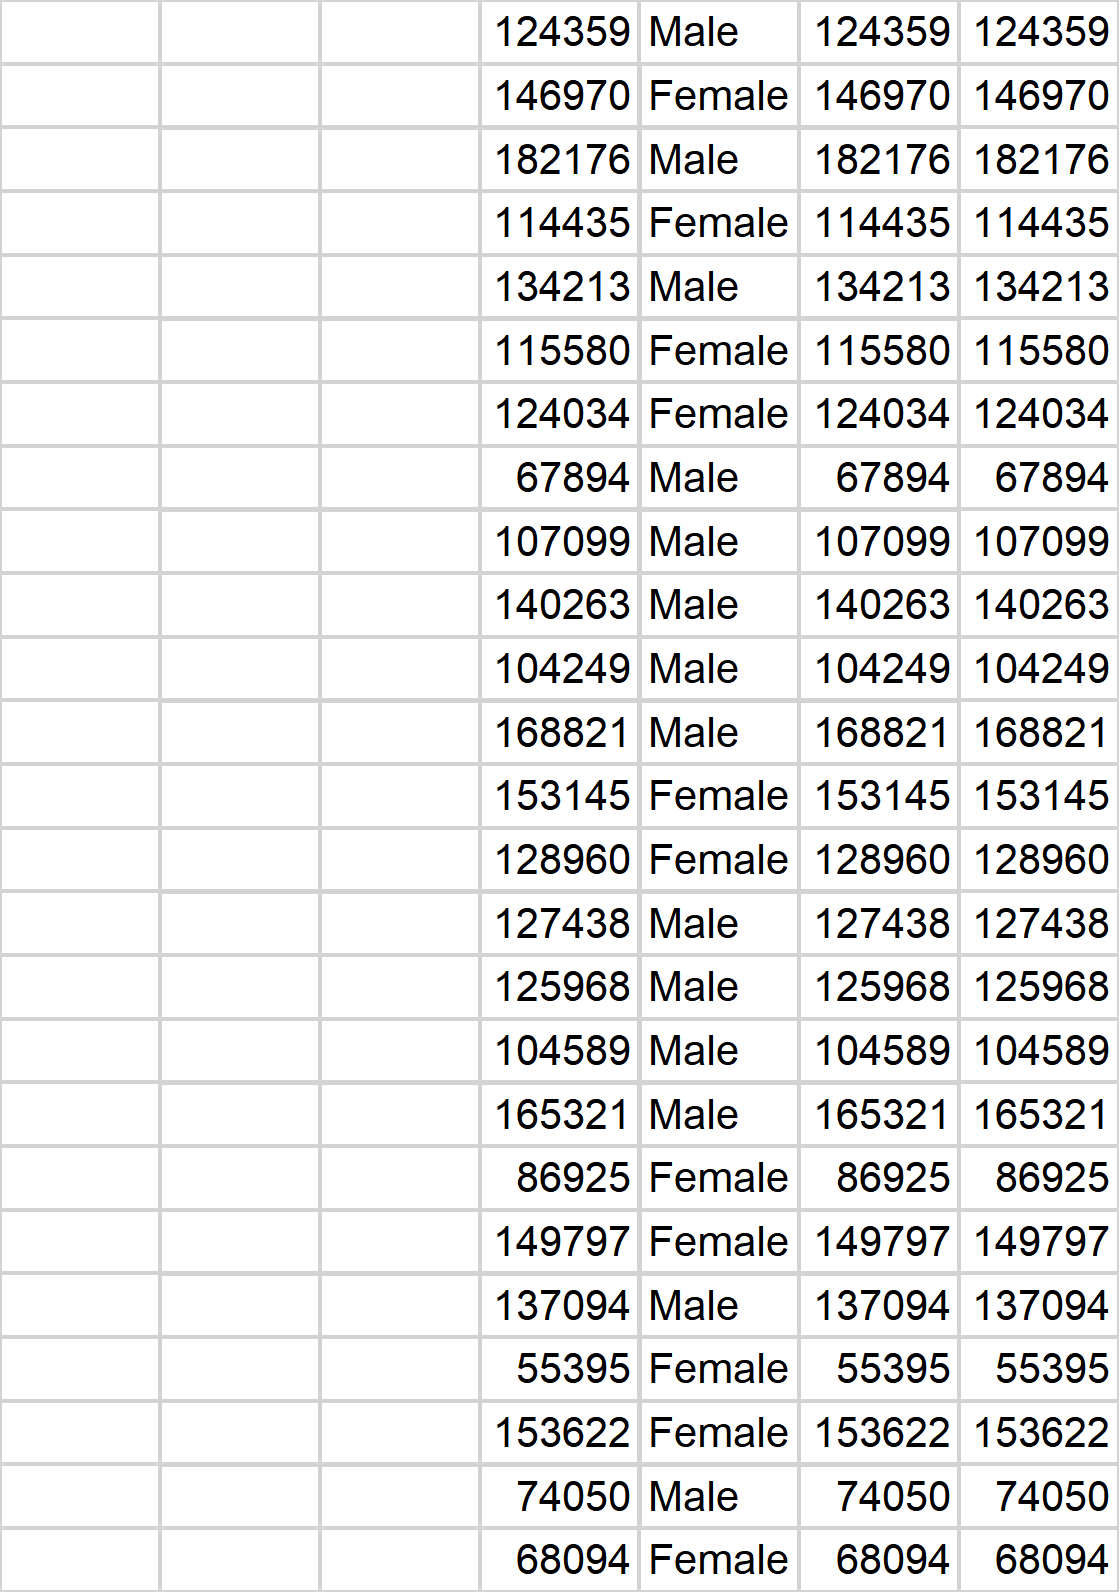 124359 Male 124359 124359
146970 Female 146970 146970
182176 Male 182176 182176
114435 Female 114435 114435
134213 Male 134213 134213
115580 Female 115580 115580
124034 Female 124034 124034
67894 Male 67894 67894
107099 Male 107099 107099
140263 Male 140263 140263
104249 Male 104249 104249
168821 Male 168821 168821
153145 Female 153145 153145
128960 Female 128960 128960
127438 Male 127438 127438
125968 Male 125968 125968
104589 Male 104589 104589
165321 Male 165321 165321
86925 Female 86925 86925
149797 Female 149797 149797
137094 Male 137094 137094
55395 Female 55395 55395
153622 Female 153622 153622
74050 Male 74050 74050
68094 Female 68094 68094